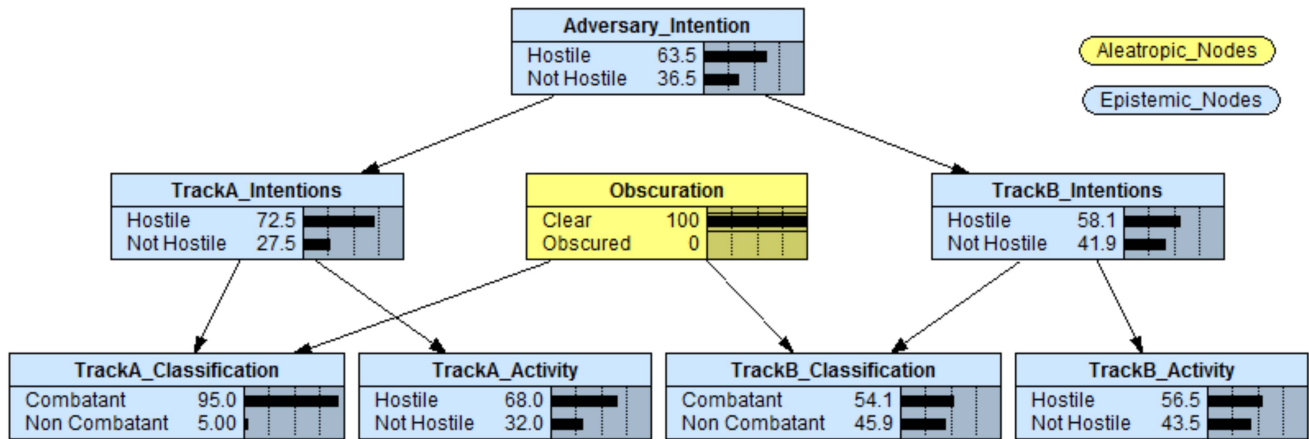 Adversary_Intention
Hostile 63.5
Not Hostile 36.5
Aleatropic_Nodes
Epistemic_Nodes
TrackA_Intentions
Hostile 72.5
Not Hostile 27.5
Obscuration
Clear 100
Obscured 0
TrackB_Intentions
Hostile 58.1
Not Hostile 41.9
TrackA_Classification
Combatant 95.0
Non Combatant 5.00
TrackA_Activity
Hostile 68.0
Not Hostile 32.0
TrackB_Classification
Combatant 54.1
Non Combatant 45.9
TrackB_Activity
Hostile 56.5
Not Hostile 43.5